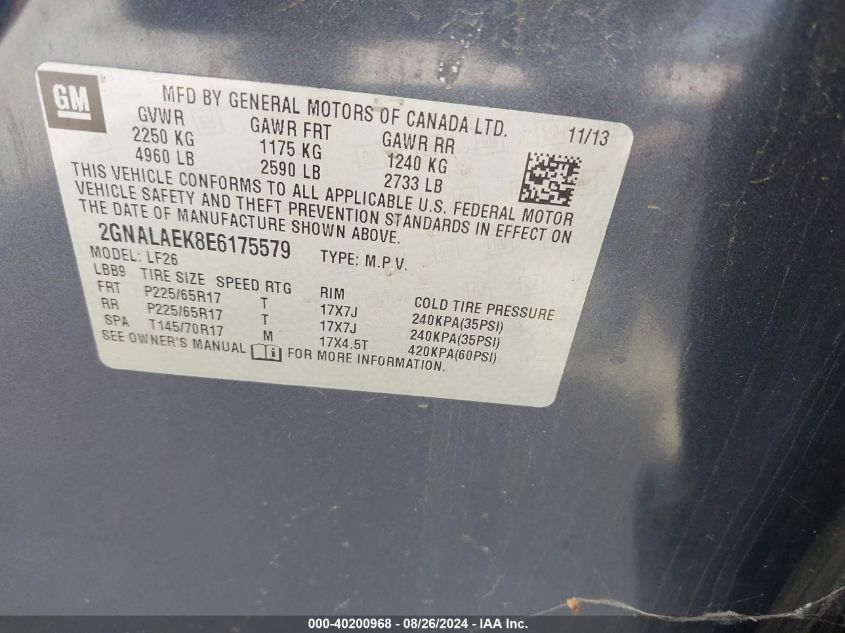 GM ®
MFD BY GENERAL MOTORS OF CANADA LTD. 11/13
GVWR GAWR FRT GAWR RR
2250 KG 1175 KG 1240 KG
4960 LB 2590 LB 2733 LB
THIS VEHICLE CONFORMS TO ALL APPLICABLE U.S. FEDERAL MOTOR
VEHICLE SAFETY AND THEFT PREVENTION STANDARDS IN EFFECT ON
THE DATE OF MANUFACTURE SHOWN ABOVE.
2GNALAEK8E6175579 TYPE: M.P.V.
MODEL: LF26
LBB9 TIRE SIZE SPEED RTG RIM COLD TIRE PRESSURE
FRT P225/65R17 T 17X7J 240KPA(35PSI)
RR P225/65R17 T 17X7J 240KPA(35PSI)
SPA T145/70R17 M 17X4.5T 420KPA(60PSI)
SEE OWNER'S MANUAL FOR MORE INFORMATION.
000-40200968 - 08/26/2024 - IAA Inc.